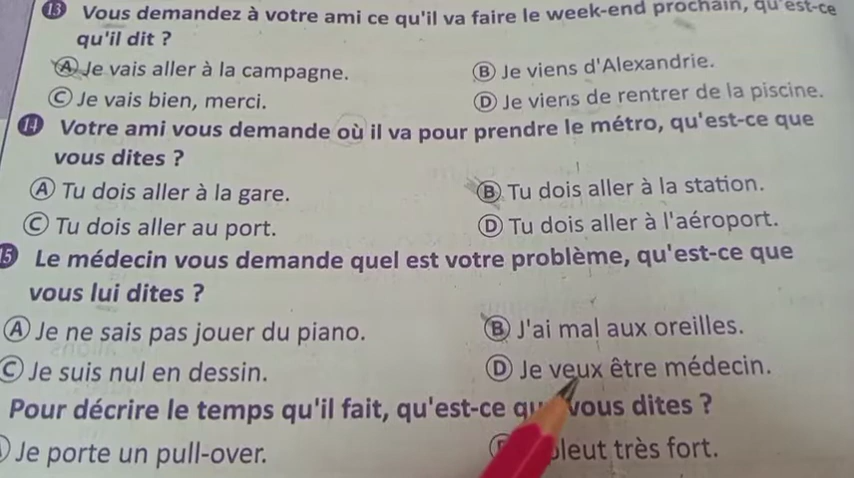 13 Vous demandez à votre ami ce qu'il va faire le week-end prochain, qu'est-ce
qu'il dit ?
A Je vais aller à la campagne. B Je viens d'Alexandrie.
C Je vais bien, merci. D Je viens de rentrer de la piscine.
14 Votre ami vous demande où il va pour prendre le métro, qu'est-ce que
vous dites ?
A Tu dois aller à la gare. B Tu dois aller à la station.
C Tu dois aller au port. D Tu dois aller à l'aéroport.
15 Le médecin vous demande quel est votre problème, qu'est-ce que
vous lui dites ?
A Je ne sais pas jouer du piano. B J'ai mal aux oreilles.
C Je suis nul en dessin. D Je veux être médecin.
Pour décrire le temps qu'il fait, qu'est-ce vous dites ?
Je porte un pull-over. pleut très fort.